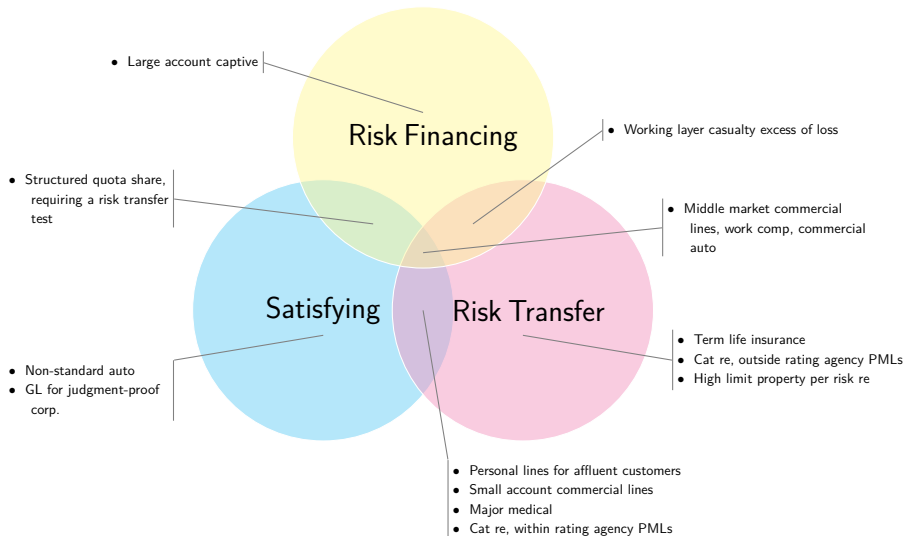 • Large account captive
Risk Financing
• Working layer casualty excess of loss
• Structured quota share,
requiring a risk transfer
test
• Middle market commercial
lines, work comp, commercial
auto
Satisfying
Risk Transfer
• Term life insurance
• Cat re, outside rating agency PMLs
• High limit property per risk re
• Non-standard auto
• GL for judgment-proof
corp.
• Personal lines for affluent customers
• Small account commercial lines
• Major medical
• Cat re, within rating agency PMLs